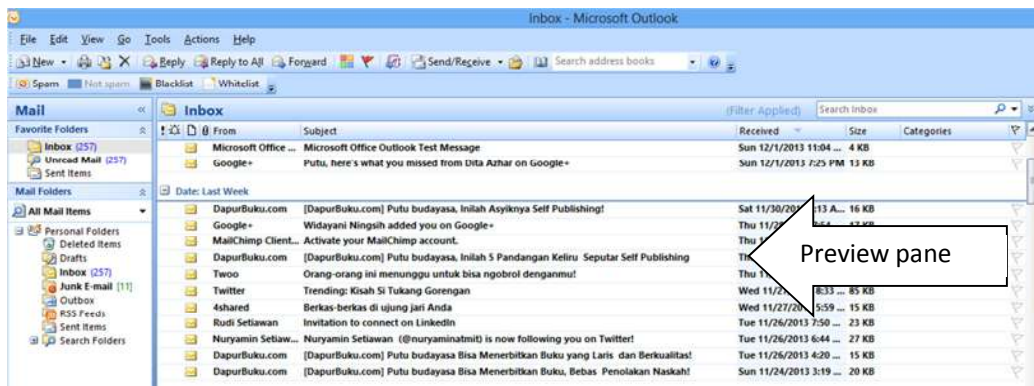 Inbox - Microsoft Outlook
File Edit View Go Tools Actions Help
New Reply Reply to All Forward Send/Receive Search address books
Spam Not spam Blacklist Whitelist
Mail « Inbox (Filter Applied) Search Inbox
Favorite Folders ! From Subject Received Size Categories
Inbox (257) Microsoft Office ... Microsoft Office Outlook Test Message Sun 12/1/2013 11:04 ... 4 KB
Unread Mail (257) Google+ Putu, here's what you missed from Dita Azhar on Google+ Sun 12/1/2013 7:25 PM 13 KB
Sent Items
Mail Folders Date: Last Week
All Mail Items DapurBuku.com [DapurBuku.com] Putu budayasa, Inilah Asyiknya Self Publishing! Sat 11/30/20 :13 A... 16 KB
Personal Folders Google+ Widayani Ningsih added you on Google+ Thu
Deleted Items MailChimp Client... Activate your MailChimp account. Thu
Drafts DapurBuku.com [DapurBuku.com] Putu budayasa, Inilah 5 Pandangan Keliru Seputar Self Publishing
Preview pane
Inbox (257) Twoo Orang-orang ini menunggu untuk bisa ngobrol denganmu! Thu
Junk E-mail [11] Twitter Trending: Kisah Si Tukang Gorengan Wed 8:33 ... 85 KB
Outbox 4shared Berkas-berkas di ujung jari Anda Wed 11/27/20 5:59 ... 15 KB
RSS Feeds Rudi Setiawan Invitation to connect on LinkedIn Tue 11/26/2013 7:50 ... 23 KB
Sent Items Nuryamin Setiaw... Nuryamin Setiawan (@nuryaminatmit) is now following you on Twitter! Tue 11/26/2013 6:44 ... 27 KB
Search Folders DapurBuku.com [DapurBuku.com] Putu budayasa Bisa Menerbitkan Buku yang Laris dan Berkualitas! Tue 11/26/2013 4:20 ... 15 KB
DapurBuku.com [DapurBuku.com] Putu budayasa Bisa Menerbitkan Buku, Bebas Penolakan Naskah! Sun 11/24/2013 3:19 ... 20 KB